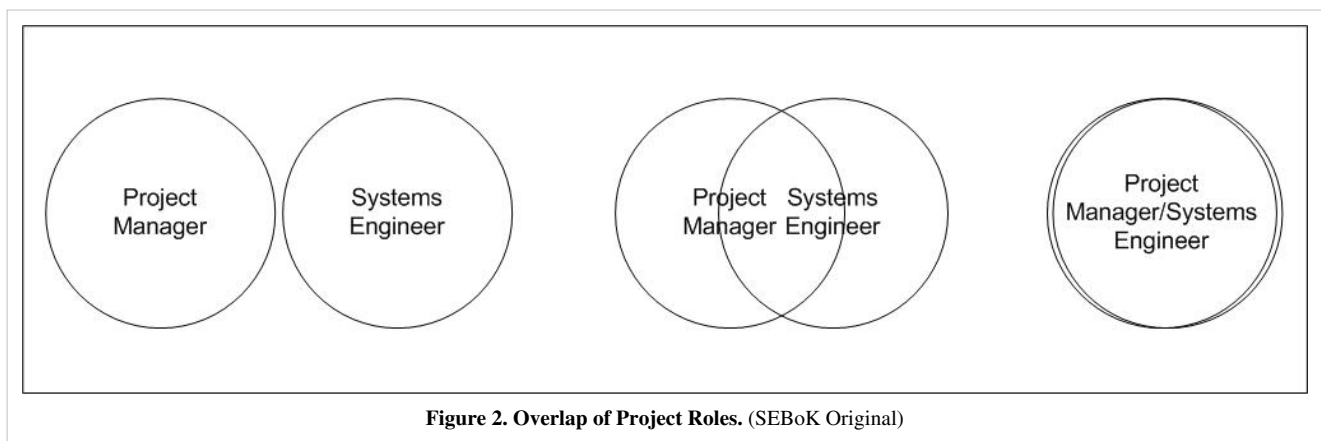 Project
Manager
Systems
Engineer
Project
Manager
Systems
Engineer
Project
Manager/Systems
Engineer
Figure 2. Overlap of Project Roles. (SEBoK Original)